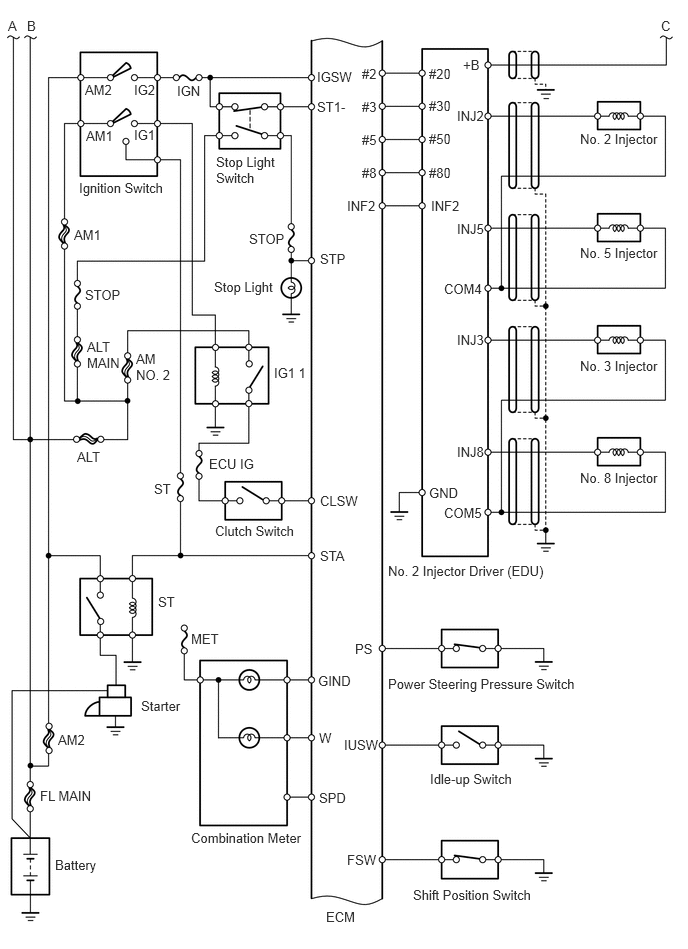 A B C
+B
AM2 IG2 IGN IGSW #2 #20
ST1- #3 #30
INJ2
AM1 IG1 #5 #50 No. 2 Injector
Stop Light
Switch
#8 #80
Ignition Switch
INF2 INF2
AM1 STOP INJ5
No. 5 Injector
STP
Stop Light COM4
STOP
ALT
MAIN
AM
NO. 2
INJ3
IG1 1 No. 3 Injector
ALT
ECU IG INJ8
No. 8 Injector
ST CLSW GND
COM5
Clutch Switch
STA
No. 2 Injector Driver (EDU)
ST
MET PS
GIND Power Steering Pressure Switch
Starter
AM2 W IUSW
Idle-up Switch
FL MAIN SPD
Combination Meter
Battery FSW
Shift Position Switch
ECM